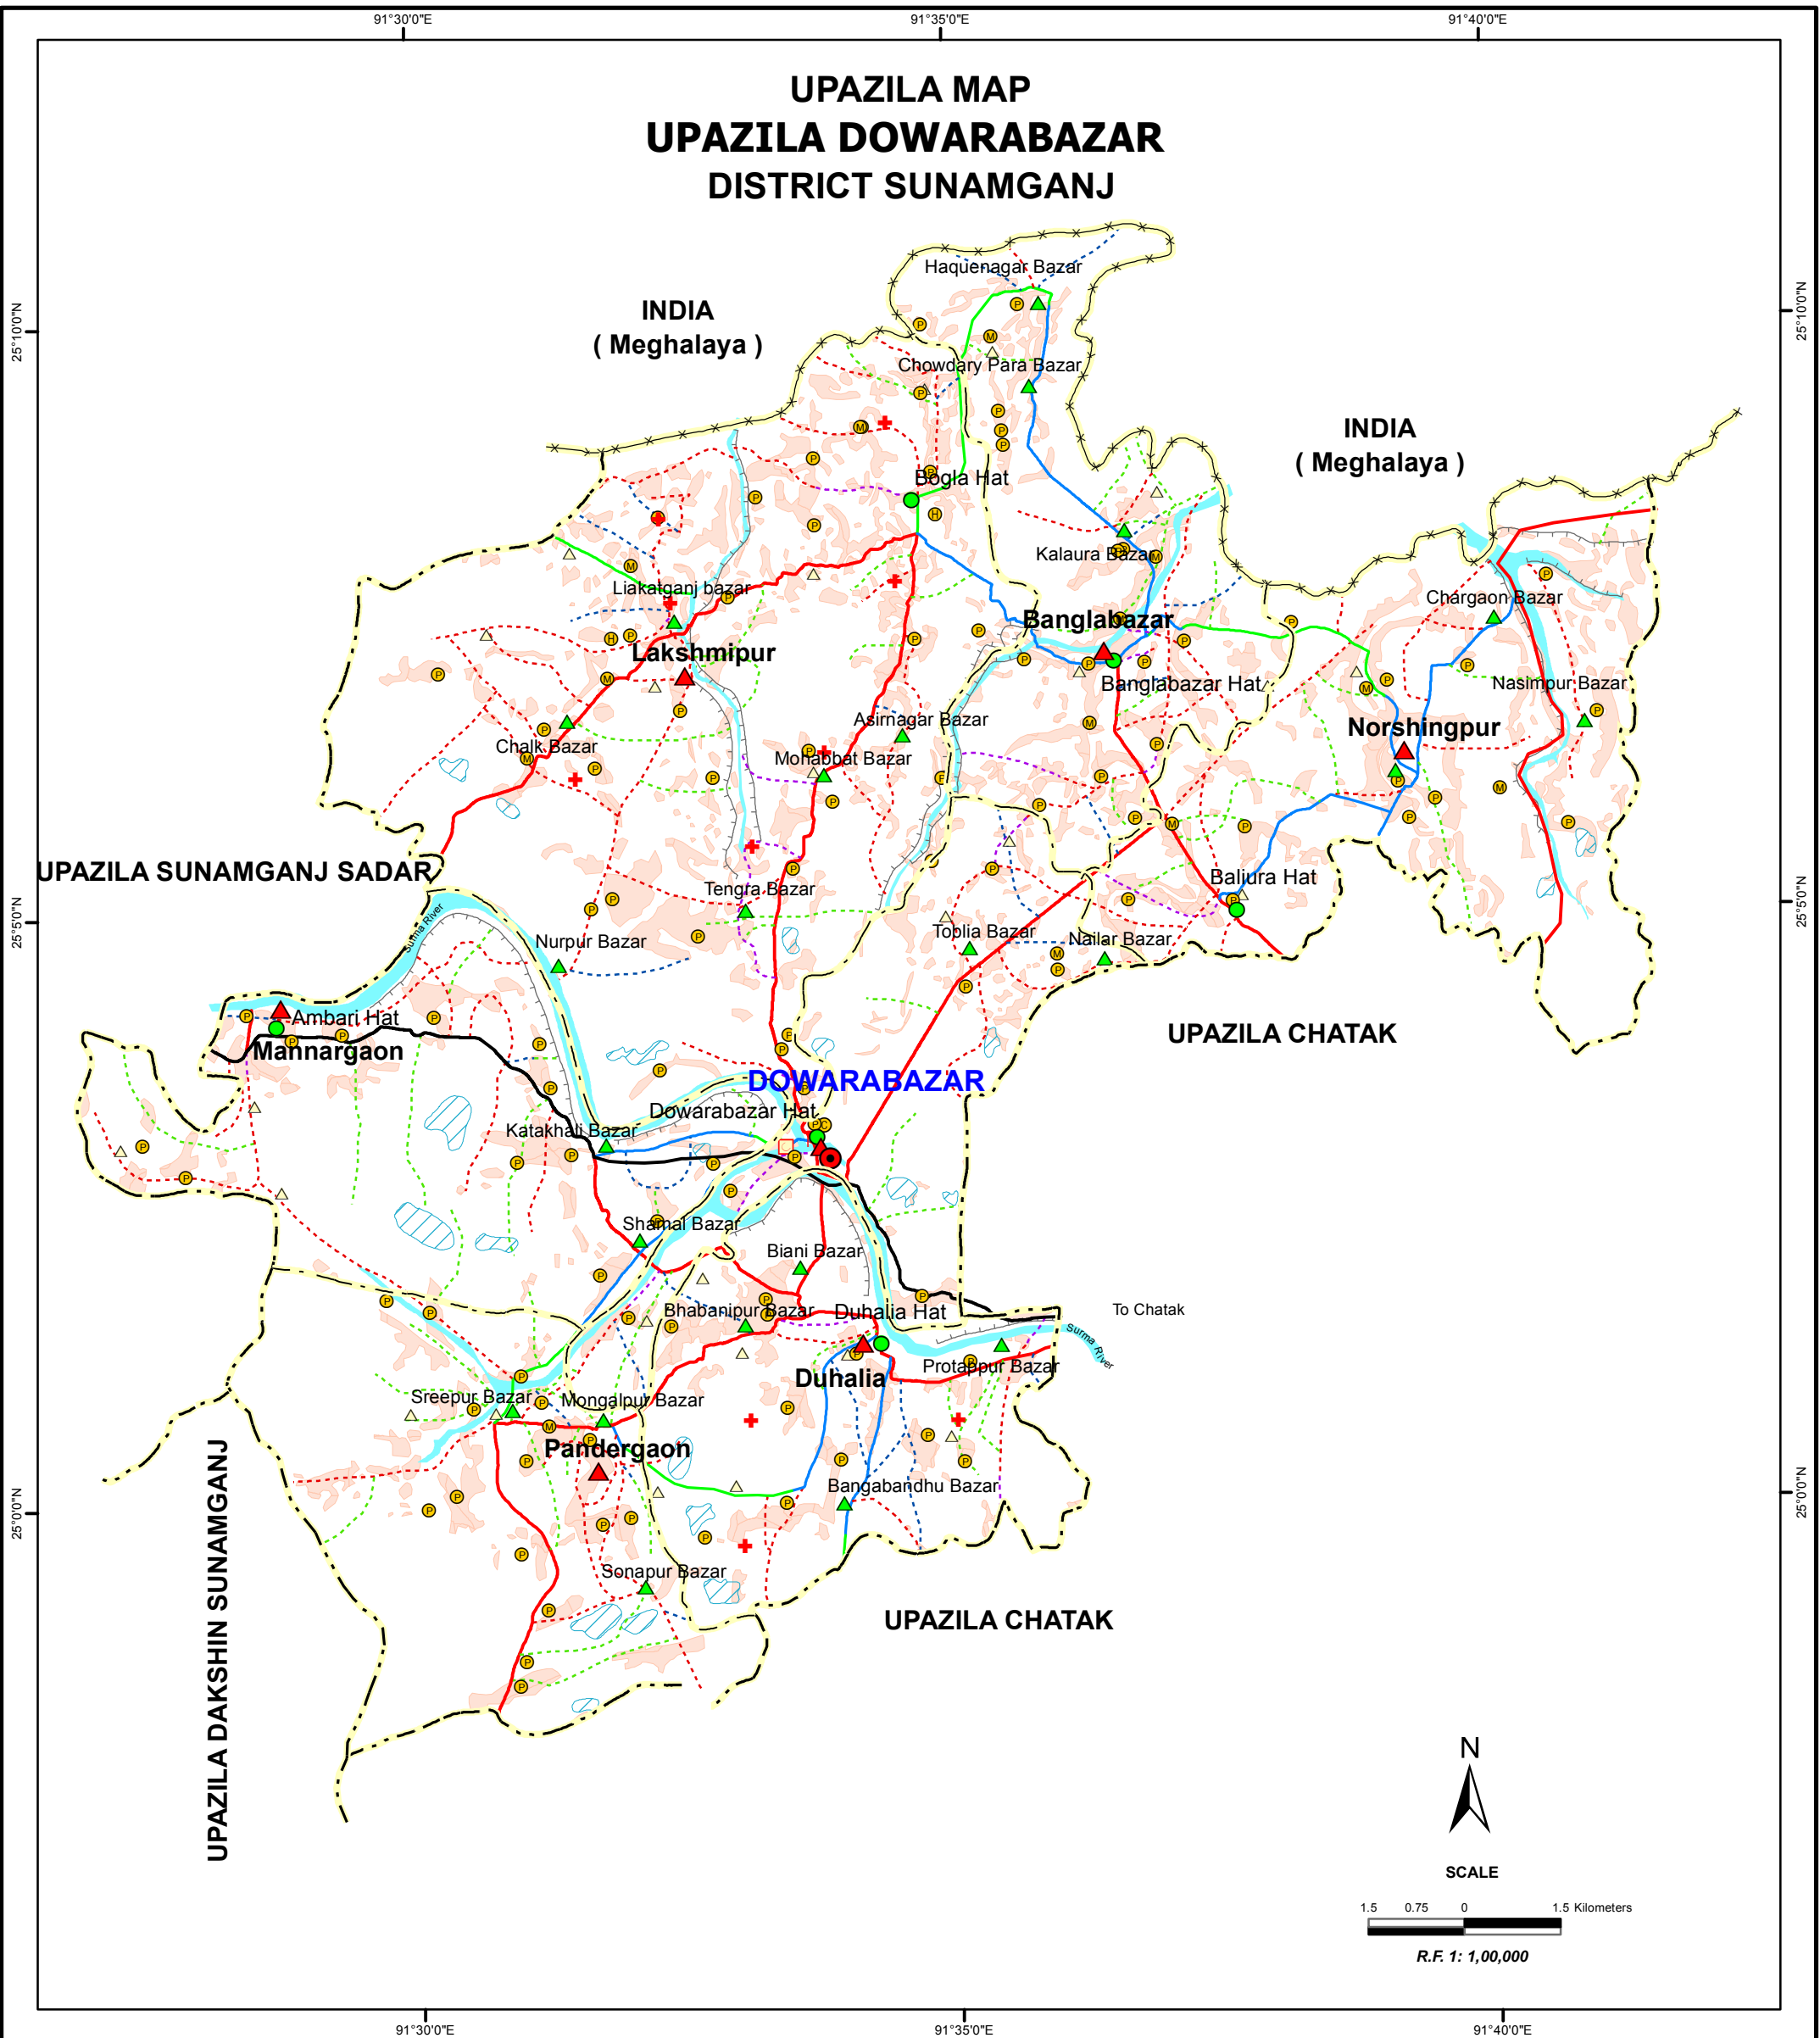 91°30'0"E
91°35'0"E
91°40'0"E
UPAZILA MAP
UPAZILA DOWARABAZAR
DISTRICT SUNAMGANJ
Haquenagar Bazar
INDIA
( Meghalaya )
25°10'0"N
25°10'0"N
Chowdary Para Bazar
INDIA
( Meghalaya )
Bogla Hat
Kalaura Bazar
Liakatganj bazar
Chargaon Bazar
Banglabazar
Lakshmipur
Banglabazar Hat
Nasimpur Bazar
Asirnagar Bazar
Norshingpur
Chalk Bazar
Mohabbat Bazar
UPAZILA SUNAMGANJ SADAR
Baliura Hat
Tengra Bazar
25°5'0"N
25°5'0"N
Surma River
Nurpur Bazar
Toblia Bazar
Nailar Bazar
Ambari Hat
UPAZILA CHATAK
Mannargaon
DOWARABAZAR
Dowarabazar Hat
Katakhali Bazar
Shamal Bazar
Biani Bazar
Bhabanipur Bazar
Duhalia Hat
To Chatak
Surma River
Protappur Bazar
Duhalia
Sreepur Bazar
Mongalpur Bazar
Pandergaon
Bangabandhu Bazar
25°0'0"N
25°0'0"N
Sonapur Bazar
UPAZILA CHATAK
UPAZILA DAKSHIN SUNAMGANJ
N
SCALE
1.5 0.75 0 1.5 Kilometers
R.F. 1: 1,00,000
91°30'0"E
91°35'0"E
91°40'0"E